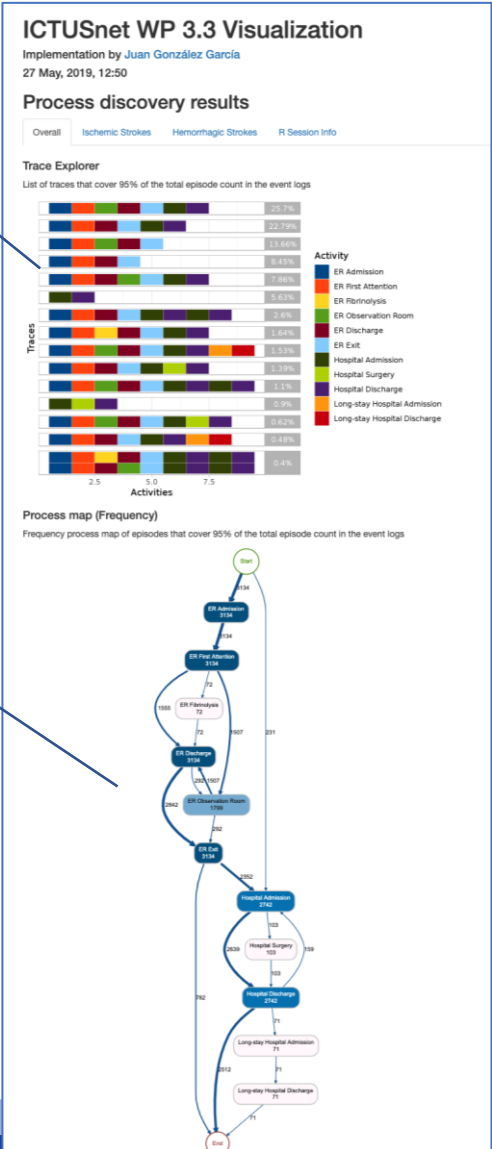 ICTUSnet WP 3.3 Visualization
Implementation by Juan González García
27 May, 2019, 12:50
Process discovery results
Overall Ischemic Strokes Hemorrhagic Strokes R Session Info
Trace Explorer
List of traces that cover 95% of the total episode count in the event logs
25.7%
22.79%
13.66%
8.45%
7.86%
5.63%
2.6%
1.64%
1.53%
1.39%
1.1%
0.9%
0.62%
0.48%
0.4%
Traces
2.5 5.0 7.5
Activities
Activity
ER Admission
ER First Attention
ER Fibrinolysis
ER Observation Room
ER Discharge
ER Exit
Hospital Admission
Hospital Surgery
Hospital Discharge
Long-stay Hospital Admission
Long-stay Hospital Discharge
Process map (Frequency)
Frequency process map of episodes that cover 95% of the total episode count in the event logs
Start
3134
ER Admission
3134
3134
ER First Attention
3134
72
ER Fibrinolysis
72
1555
1507
231
72
ER Discharge
3134
292
1507
2842
ER Observation Room
1799
292
ER Exit
3134
2352
Hospital Admission
2742
103
2639
Hospital Surgery
103
159
103
Hospital Discharge
2742
782
71
Long-stay Hospital Admission
71
2512
71
Long-stay Hospital Discharge
71
71
End